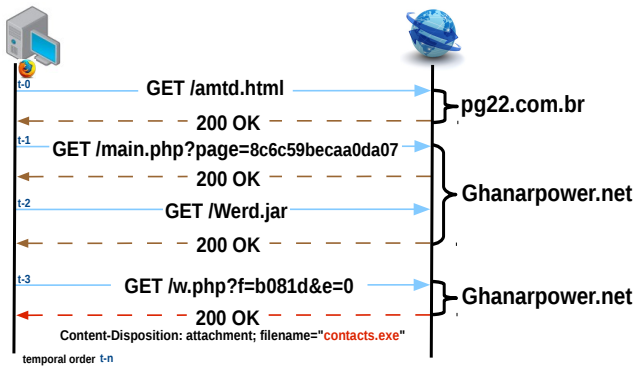 t-0
GET /amtd.html
pg22.com.br
200 OK
t-1
GET /main.php?page=8c6c59becaa0da07
200 OK
Ghanarpower.net
t-2
GET /Werd.jar
200 OK
t-3
GET /w.php?f=b081d&e=0
Ghanarpower.net
200 OK
Content-Disposition: attachment; filename="contacts.exe"
temporal order t-n